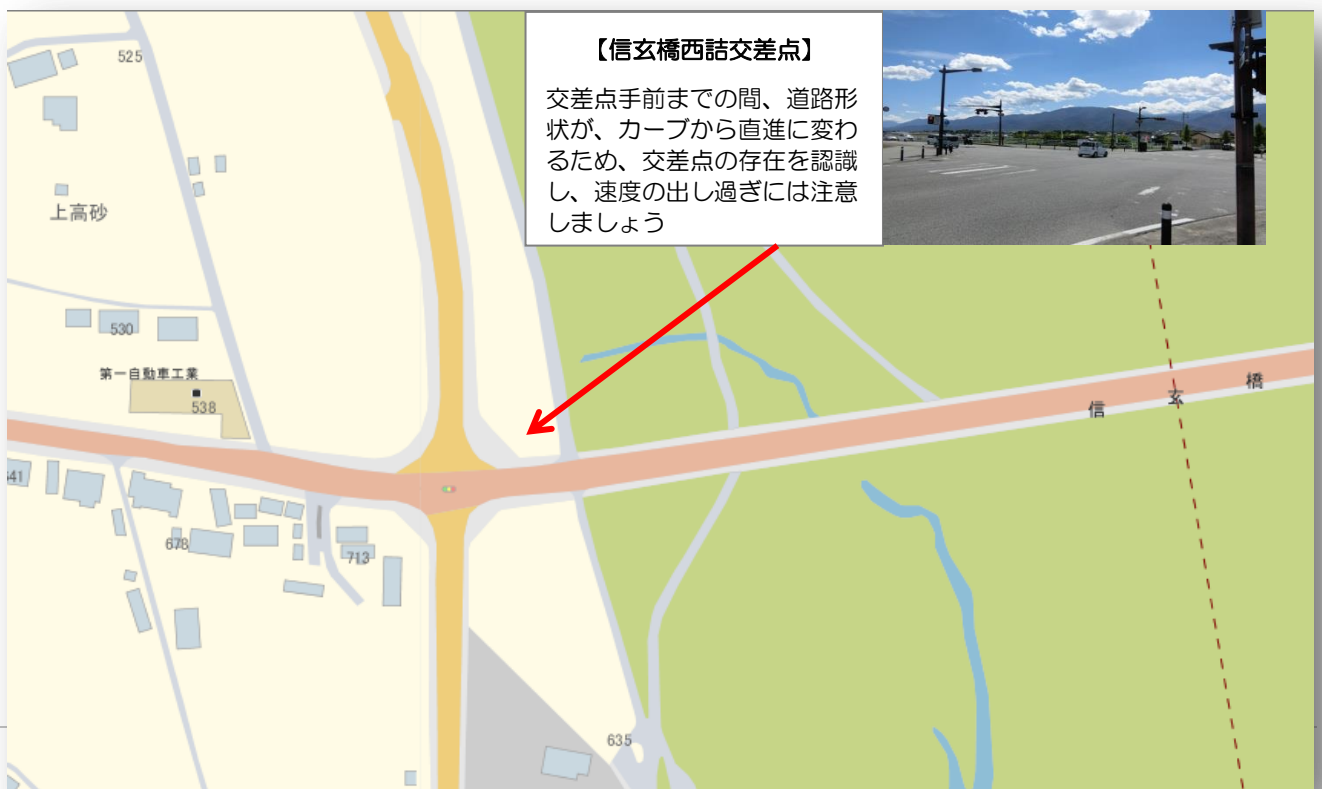 【信玄橋西詰交差点】
交差点手前までの間、道路形
状が、カーブから直進に変わ
るため、交差点の存在を認識
し、速度の出し過ぎには注意
しましょう
525
上高砂
530
第一自動車工業
538
信玄橋
641
678
713
635